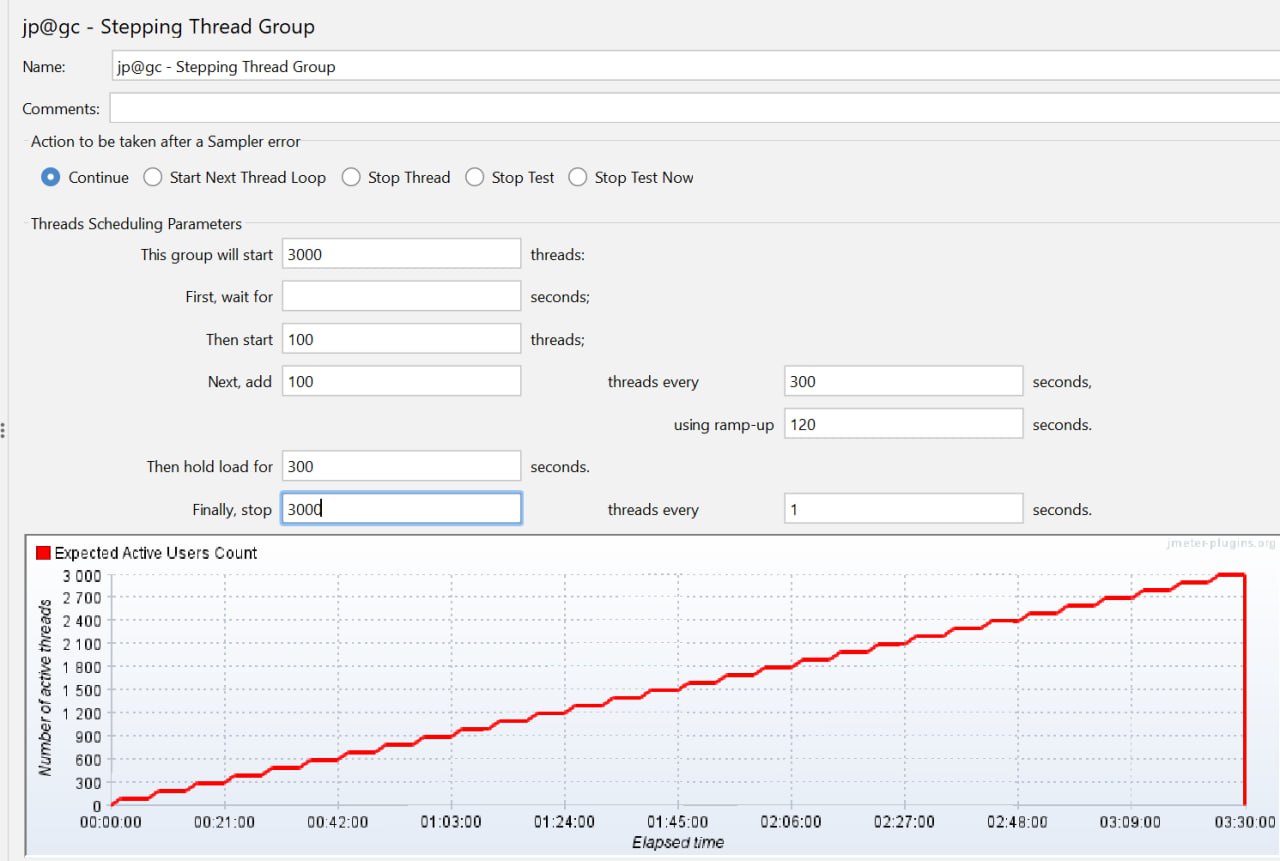 jp@gc - Stepping Thread Group
Name: jp@gc - Stepping Thread Group
Comments:
Action to be taken after a Sampler error
Continue Start Next Thread Loop Stop Thread Stop Test Stop Test Now
Threads Scheduling Parameters
This group will start 3000 threads:
First, wait for seconds;
Then start 100 threads;
Next, add 100 threads every 300 seconds,
using ramp-up 120 seconds.
Then hold load for 300 seconds.
Finally, stop 3000 threads every 1 seconds.
jmeter-plugins.org
Expected Active Users Count
Number of active threads
3 000
2 700
2 400
2 100
1 800
1 500
1 200
900
600
300
0
00:00:00 00:21:00 00:42:00 01:03:00 01:24:00 01:45:00 02:06:00 02:27:00 02:48:00 03:09:00 03:30:00
Elapsed time